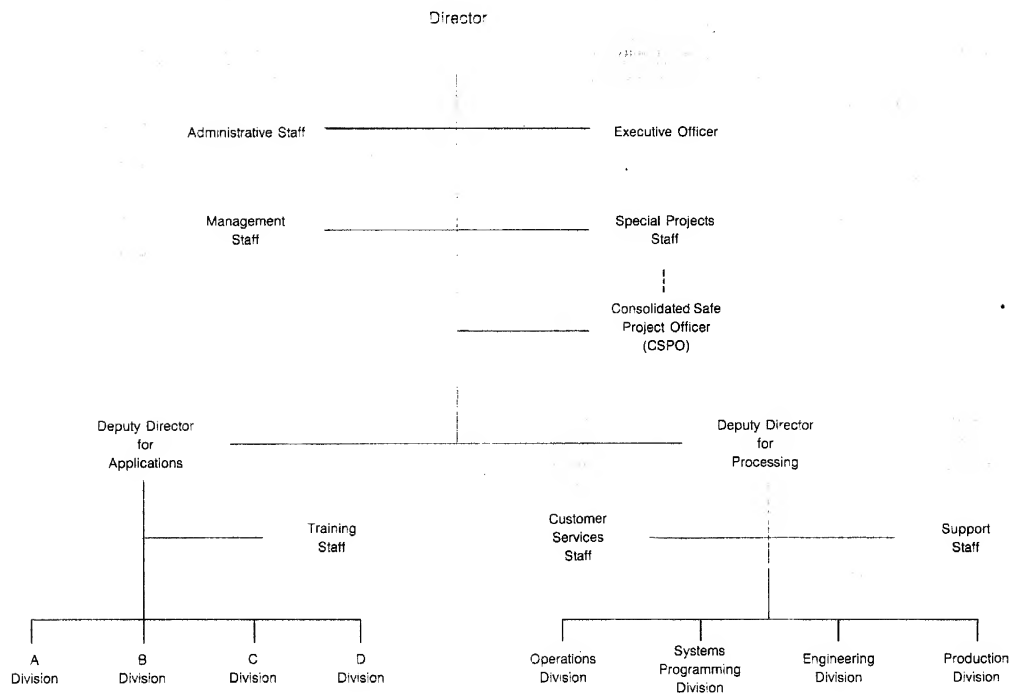 Director
Administrative Staff
Executive Officer
Management
Staff
Special Projects
Staff
Consolidated Safe
Project Officer
(CSPO)
Deputy Director
for
Applications
Deputy Director
for
Processing
Training
Staff
Customer
Services
Staff
Support
Staff
A
Division
B
Division
C
Division
D
Division
Operations
Division
Systems
Programming
Division
Engineering
Division
Production
Division